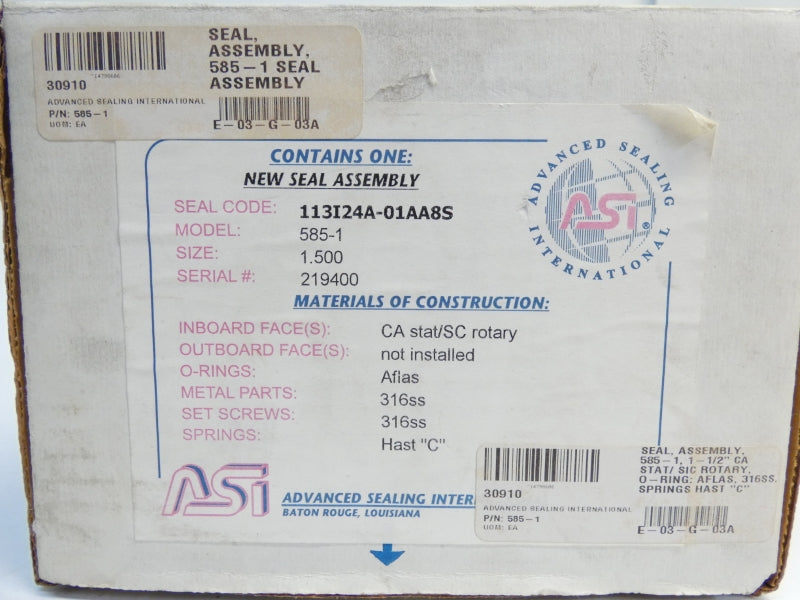 SEAL,
ASSEMBLY,
585-1 SEAL
ASSEMBLY
30910
ADVANCED SEALING INTERNATIONAL
P/N: 585-1
UOM: EA
E-03-G-03A
CONTAINS ONE:
NEW SEAL ASSEMBLY
SEAL CODE: 113I24A-01AA8S
MODEL: 585-1
SIZE: 1.500
SERIAL #: 219400
ADVANCED SEALING
ASI
®
INTERNATIONAL
MATERIALS OF CONSTRUCTION:
INBOARD FACE(S): CA stat/SC rotary
OUTBOARD FACE(S): not installed
O-RINGS: Aflas
METAL PARTS: 316ss
SET SCREWS: 316ss
SPRINGS: Hast "C"
ASI
ADVANCED SEALING INTER
BATON ROUGE, LOUISIANA
SEAL, ASSEMBLY,
585-1, 1-1/2" CA
STAT/ SIC ROTARY,
O-RING: AFLAS, 316SS.
SPRINGS HAST "C"
30910
ADVANCED SEALING INTERNATIONAL
P/N: 585-1
UOM: EA
E-03-G-03A